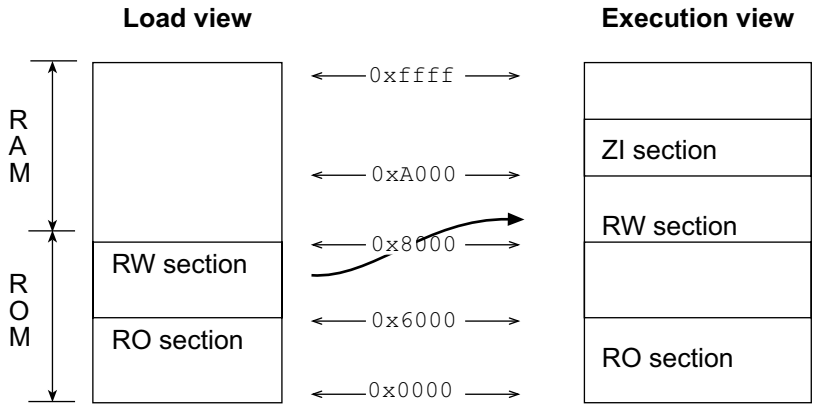 Load view
Execution view
RAM
ROM
0xffff
0xA000
0x8000
0x6000
0x0000
RW section
RO section
ZI section
RW section
RO section